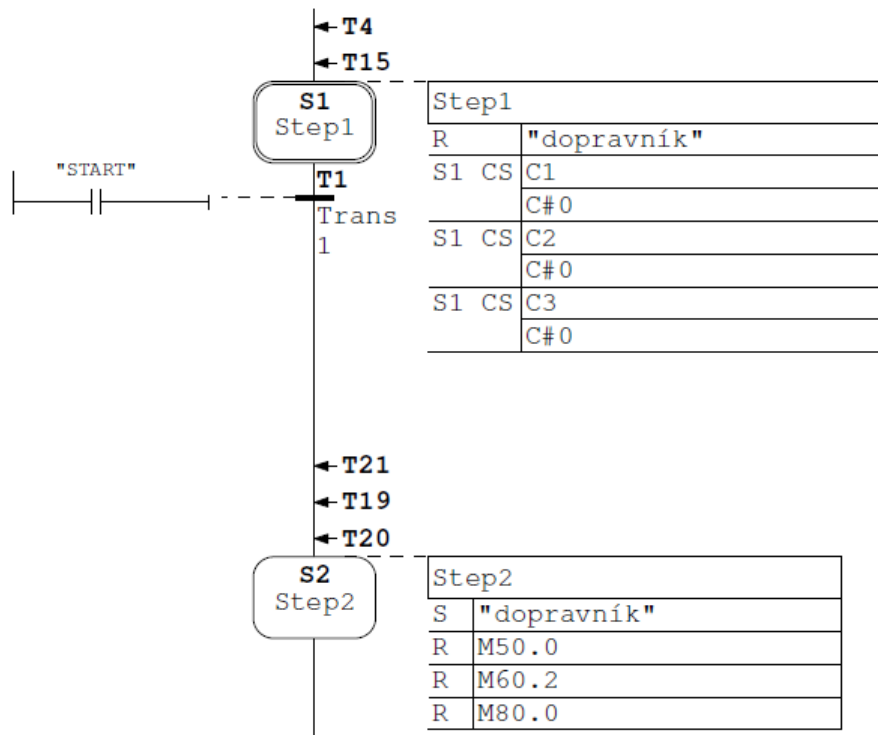 T4
T15
S1
Step1
Step1
R "dopravník"
S1 CS C1
C#0
S1 CS C2
C#0
S1 CS C3
C#0
"START"
T1
Trans
1
T21
T19
T20
S2
Step2
Step2
S "dopravník"
R M50.0
R M60.2
R M80.0